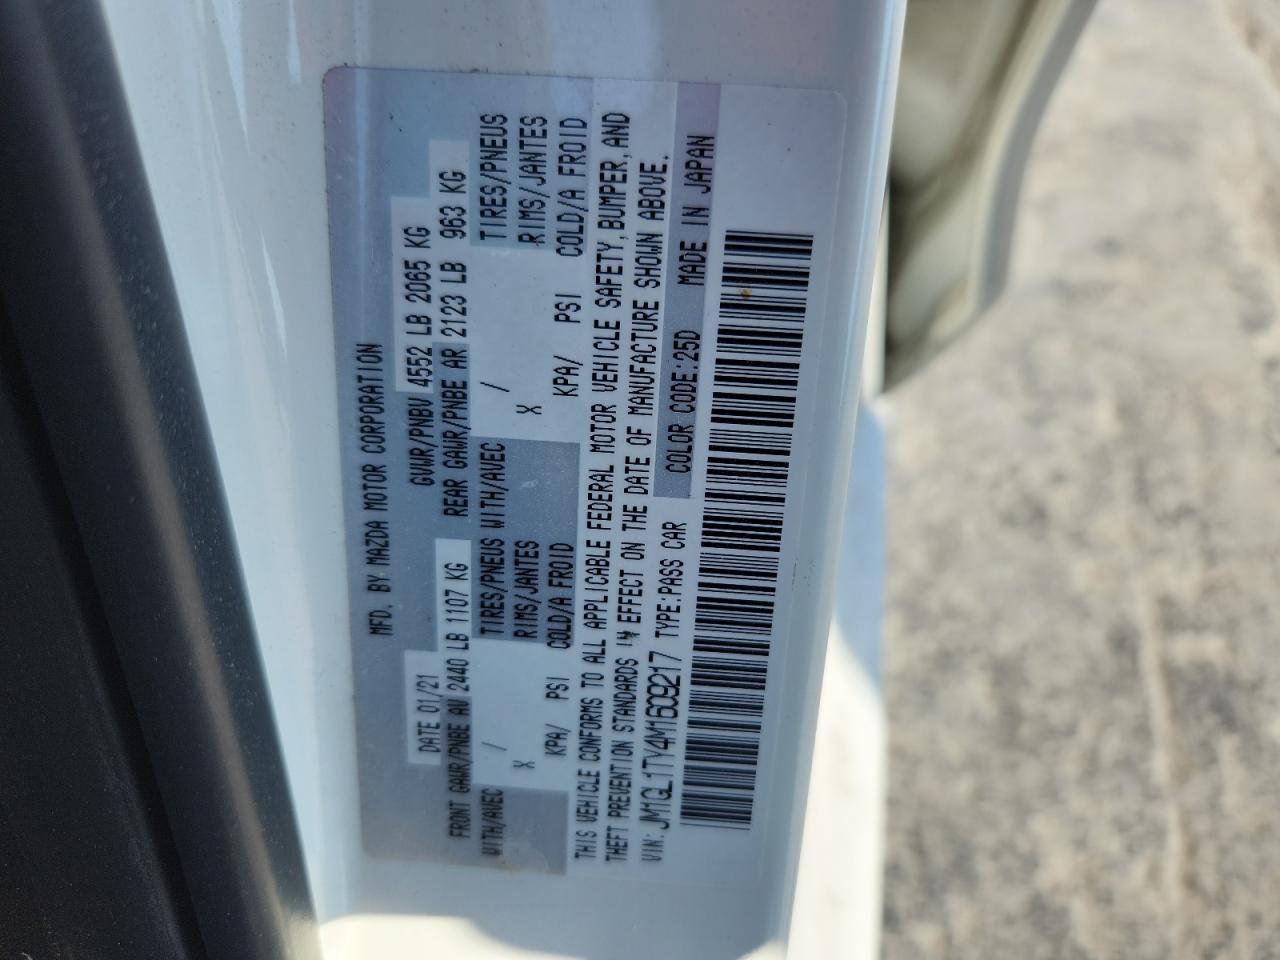 MFD. BY MAZDA MOTOR CORPORATION
DATE 01/21 GVWR/PNBV 4552 LB 2065 KG
FRONT GAWR/PNBE AV 2440 LB 1107 KG REAR GAWR/PNBE AR 2123 LB 963 KG
WITH/AVEC / TIRES/PNEUS WITH/AVEC / TIRES/PNEUS
X RIMS/JANTES X RIMS/JANTES
KPA/ PSI COLD/A FROID KPA/ PSI COLD/A FROID
THIS VEHICLE CONFORMS TO ALL APPLICABLE FEDERAL MOTOR VEHICLE SAFETY, BUMPER, AND
THEFT PREVENTION STANDARDS IN EFFECT ON THE DATE OF MANUFACTURE SHOWN ABOVE.
VIN: JM1GL1TY4M1609217 TYPE:PASS CAR COLOR CODE:25D MADE IN JAPAN